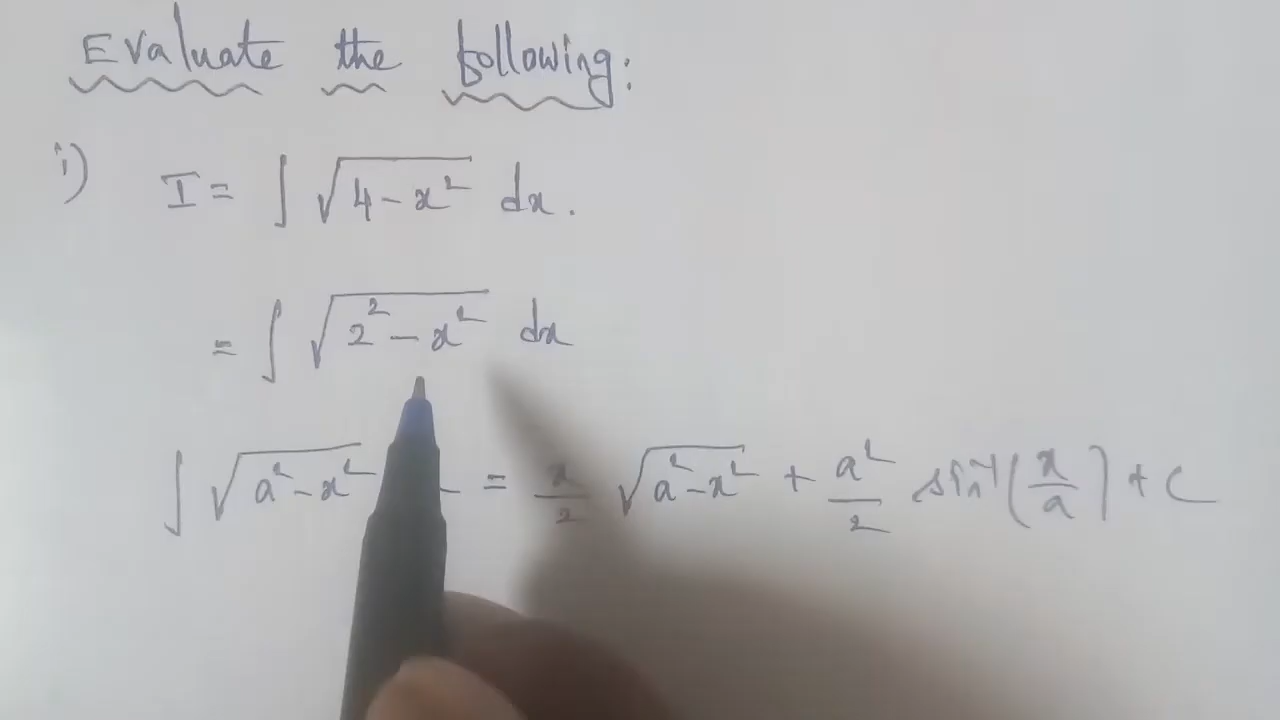 Evaluate the following:
i) I = ∫ √(4 - x²) dx.
= ∫ √(2² - x²) dx
∫ √(a² - x²) = x/2 √(a² - x²) + a²/2 sin⁻¹(x/a) + C